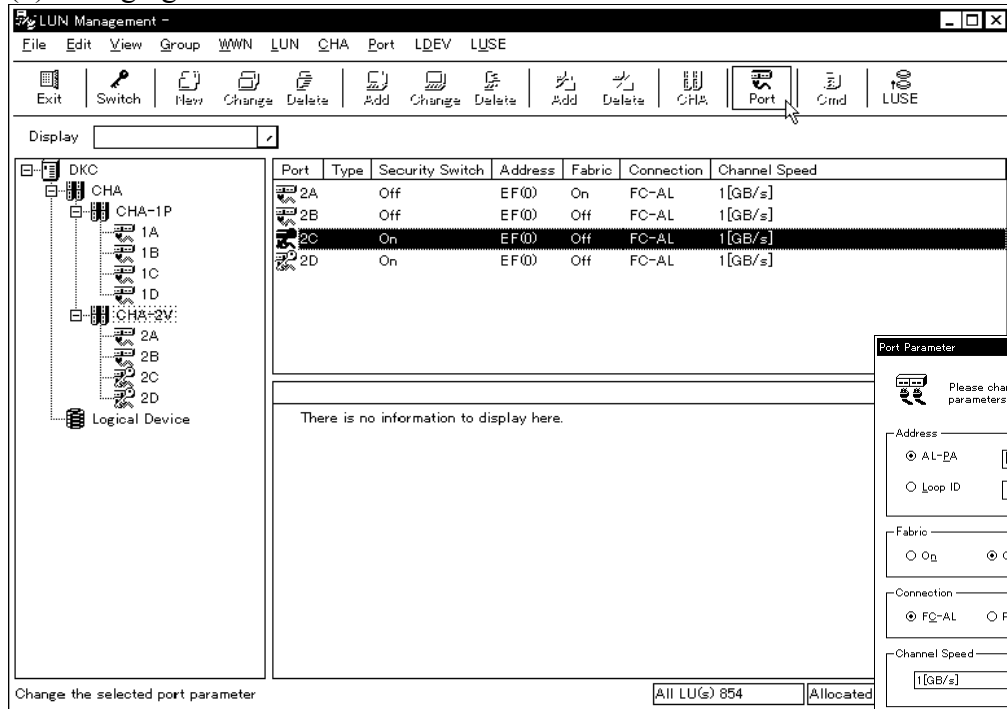 LUN Management -
File Edit View Group WWN LUN CHA Port LDEV LUSE
Exit Switch New Change Delete Add Change Delete Add Delete CHA Port Cmd LUSE
Display
DKC
CHA
CHA-1P
1A
1B
1C
1D
CHA-2V
2A
2B
2C
2D
Logical Device
Port Type Security Switch Address Fabric Connection Channel Speed
2A Off EF(0) On FC-AL 1[GB/s]
2B Off EF(0) Off FC-AL 1[GB/s]
2C On EF(0) Off FC-AL 1[GB/s]
2D On EF(0) Off FC-AL 1[GB/s]
There is no information to display here.
Port Parameter
Please
parameters
Address
AL-PA
Loop ID
Fabric
On
Connection
FC-AL
Channel Speed
1[GB/s]
Change the selected port parameter
All LU(s) 854
Allocated